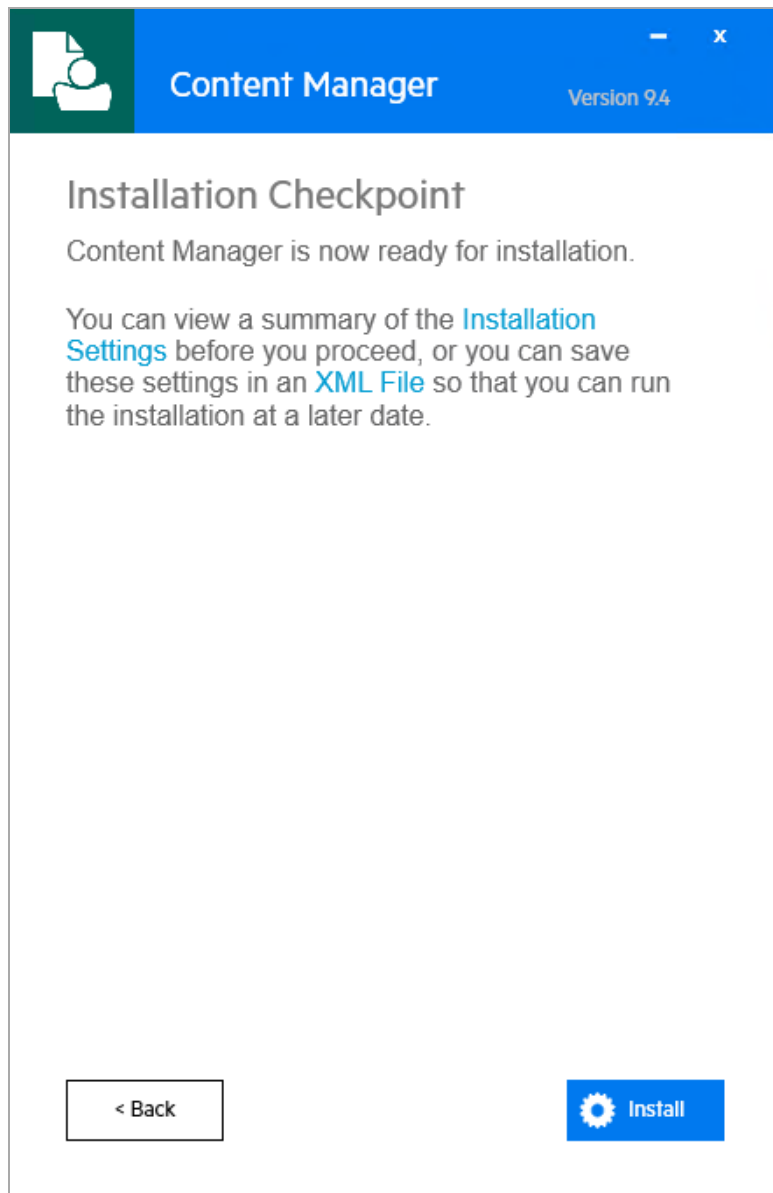 – x
Content Manager
Version 9.4
Installation Checkpoint
Content Manager is now ready for installation.
You can view a summary of the Installation
Settings before you proceed, or you can save
these settings in an XML File so that you can run
the installation at a later date.
< Back
Install